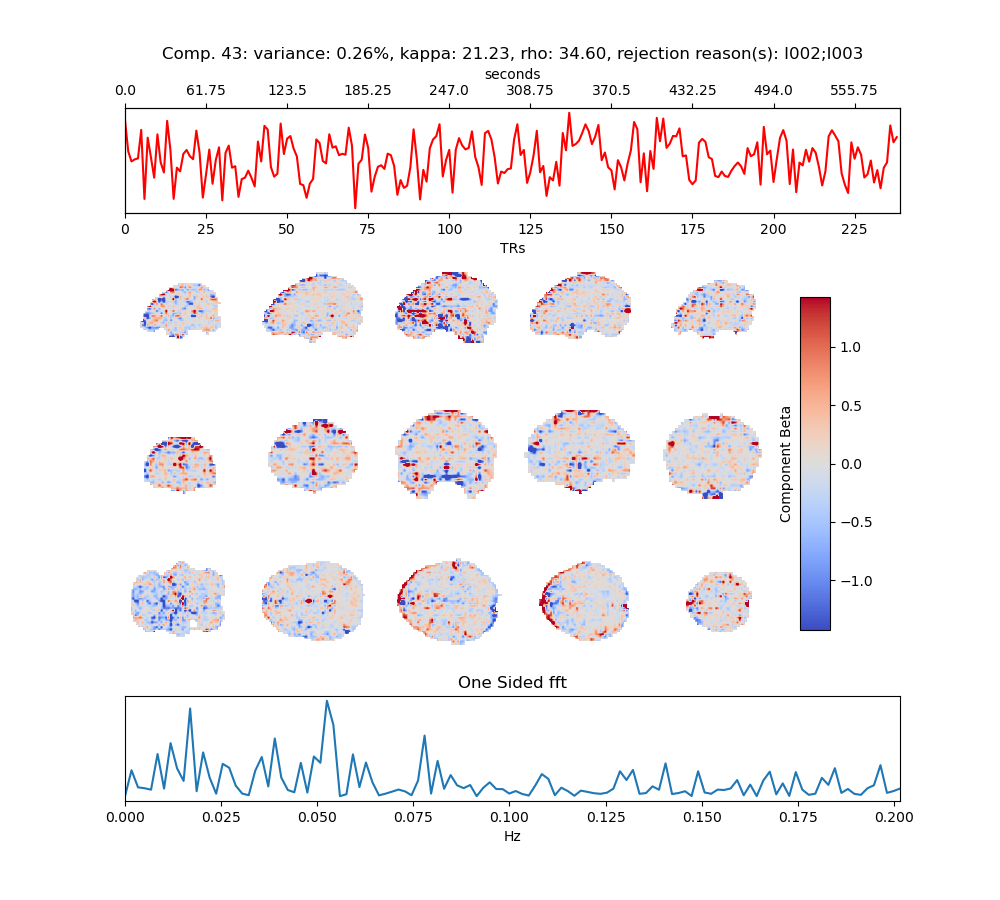 Comp. 43: variance: 0.26%, kappa: 21.23, rho: 34.60, rejection reason(s): I002;I003
seconds
0.0 61.75 123.5 185.25 247.0 308.75 370.5 432.25 494.0 555.75
0 25 50 75 100 125 150 175 200 225
TRs
1.0
0.5
0.0
−0.5
−1.0
Component Beta
One Sided fft
0.000 0.025 0.050 0.075 0.100 0.125 0.150 0.175 0.200
Hz